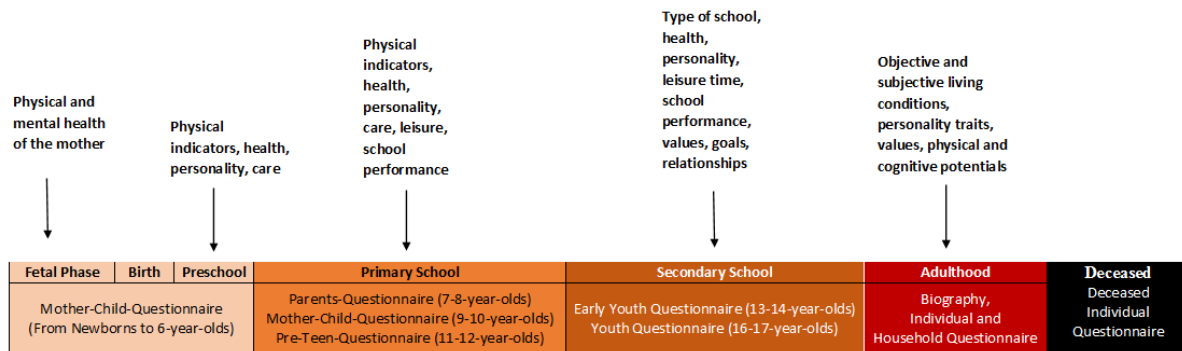 Physical and
mental health
of the mother
Physical
indicators, health,
personality, care
Physical
indicators,
health,
personality,
care, leisure,
school
performance
Type of school,
health,
personality,
leisure time,
school
performance,
values, goals,
relationships
Objective and
subjective living
conditions,
personality traits,
values, physical and
cognitive potentials
Fetal Phase
Birth
Preschool
Primary School
Secondary School
Adulthood
Deceased
Mother-Child-Questionnaire
(From Newborns to 6-year-olds)
Parents-Questionnaire (7-8-year-olds)
Mother-Child-Questionnaire (9-10-year-olds)
Pre-Teen-Questionnaire (11-12-year-olds)
Early Youth Questionnaire (13-14-year-olds)
Youth Questionnaire (16-17-year-olds)
Biography,
Individual and
Household Questionnaire
Deceased
Individual
Questionnaire